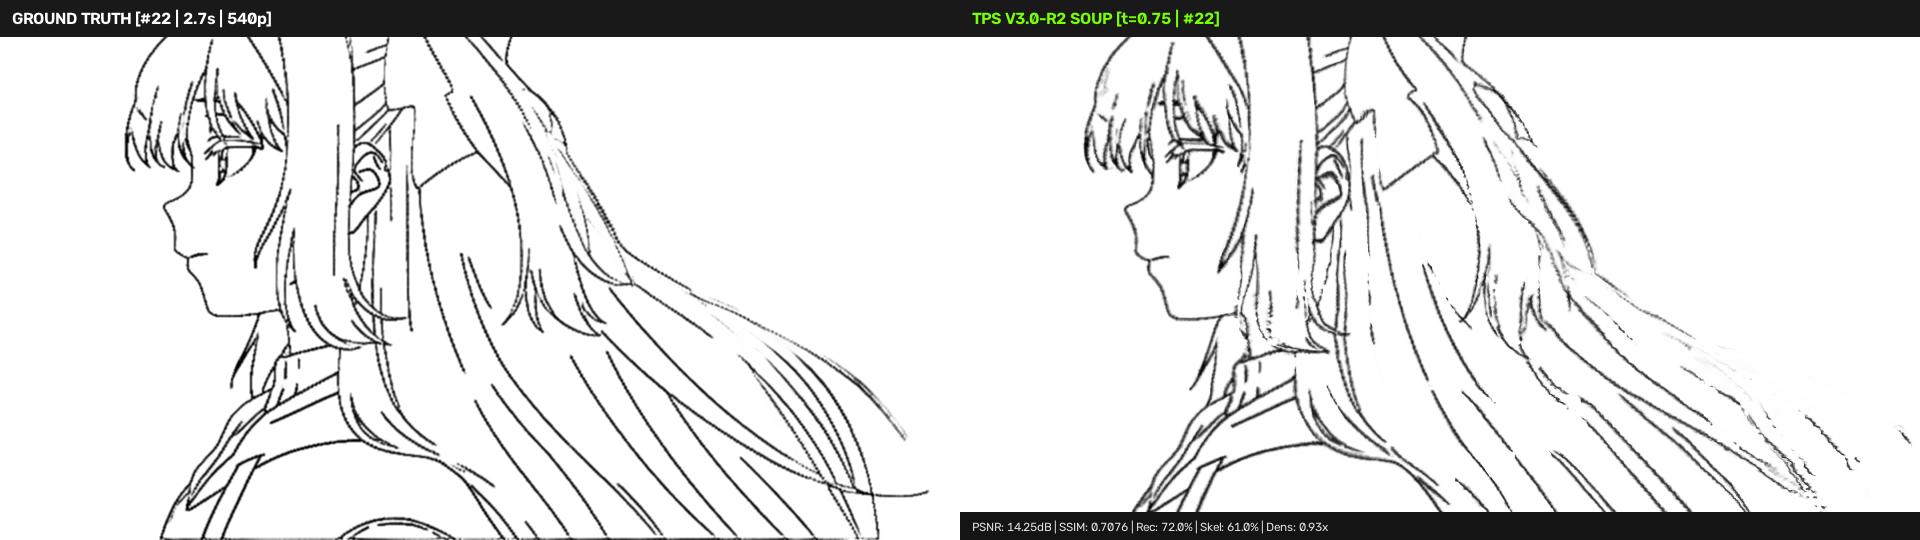 GROUND TRUTH [#22 | 2.7s | 540p]
TPS V3.0-R2 SOUP [t=0.75 | #22]
PSNR: 14.25dB | SSIM: 0.7076 | Rec: 72.0% | Skel: 61.0% | Dens: 0.93x